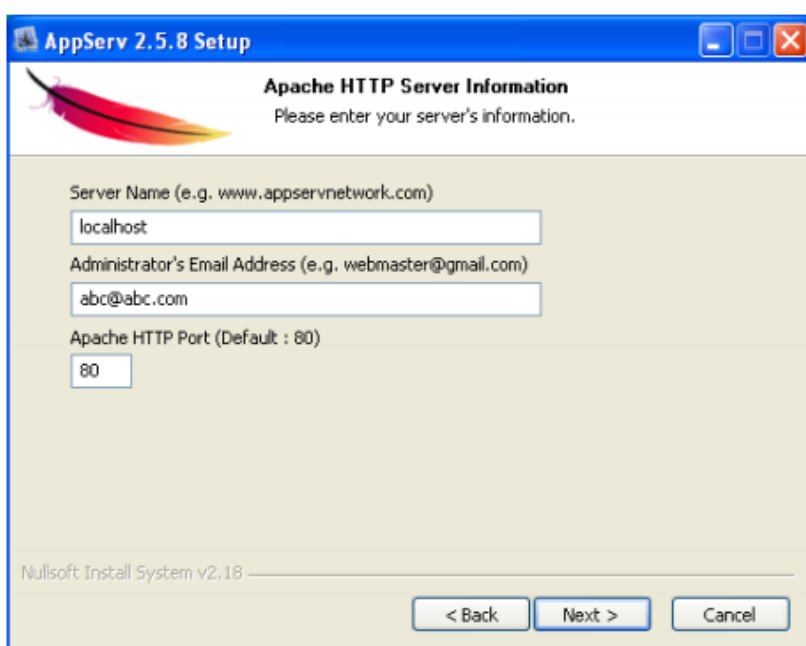 AppServ 2.5.8 Setup
Apache HTTP Server Information
Please enter your server's information.
Server Name (e.g. www.appservnetwork.com)
localhost
Administrator's Email Address (e.g. webmaster@gmail.com)
abc@abc.com
Apache HTTP Port (Default : 80)
80
Nullsoft Install System v2.18
< Back Next > Cancel